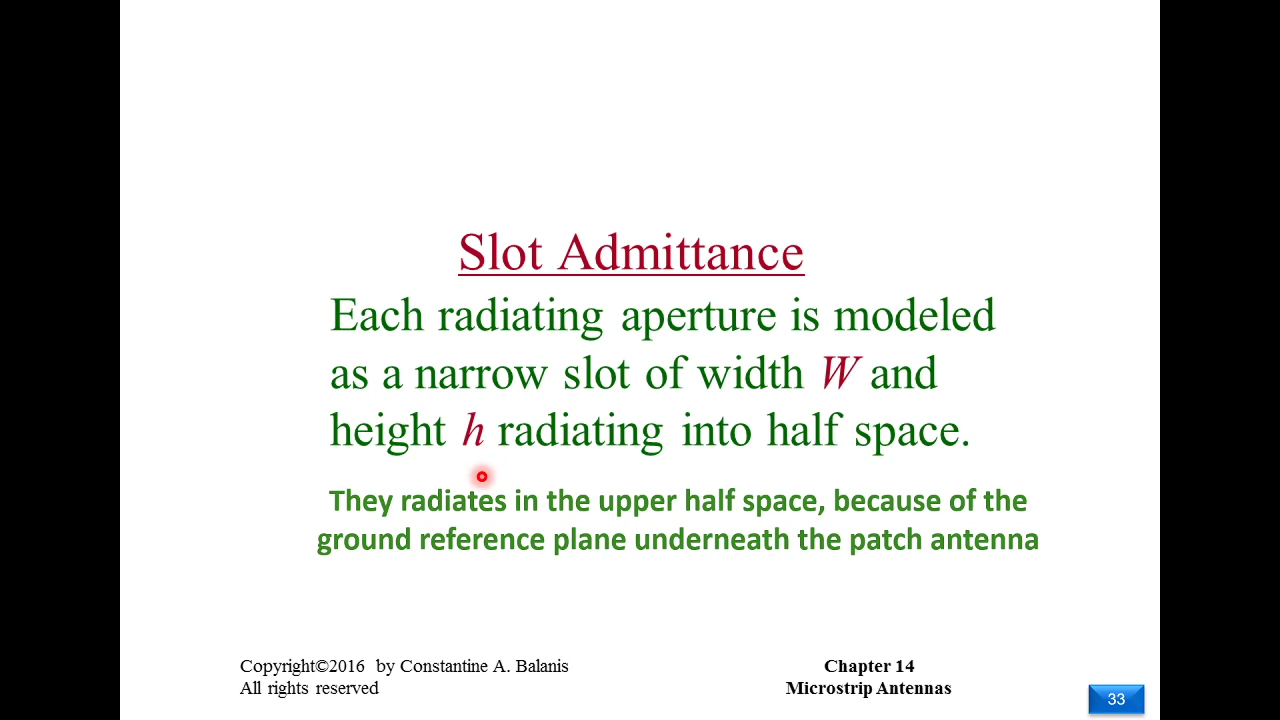 Slot Admittance
Each radiating aperture is modeled
as a narrow slot of width W and
height h radiating into half space.
They radiates in the upper half space, because of the
ground reference plane underneath the patch antenna
Copyright©2016 by Constantine A. Balanis
All rights reserved
Chapter 14
Microstrip Antennas
33